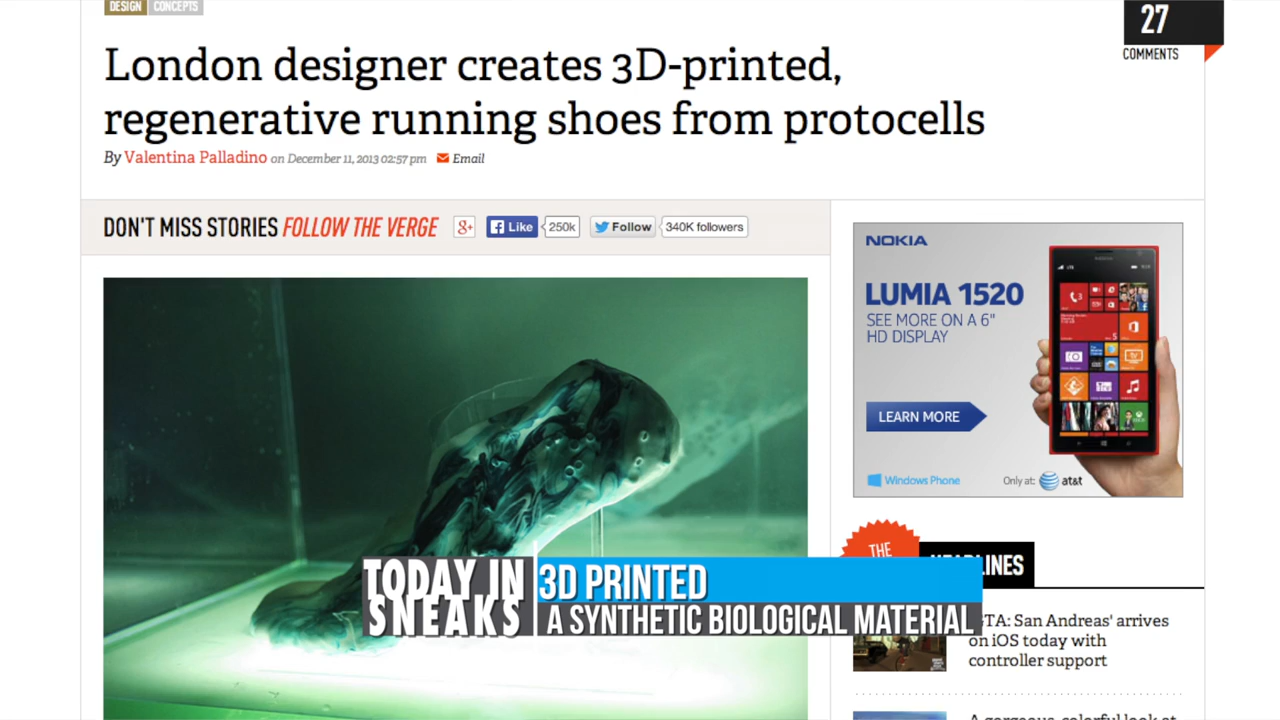 DESIGN CONCEPTS
27
COMMENTS
London designer creates 3D-printed,
regenerative running shoes from protocells
By Valentina Palladino on December 11, 2013 02:57 pm Email
DON'T MISS STORIES FOLLOW THE VERGE
8+ Like 250k Follow 340K followers
NOKIA
LUMIA 1520
SEE MORE ON A 6"
HD DISPLAY
LEARN MORE
Windows Phone
Only at: at&t
THE
TODAY IN
SNEAKS
3D PRINTED
A SYNTHETIC BIOLOGICAL MATERIAL
San Andreas' arrives
on iOS today with
controller support
A gorgeous, colorful look at